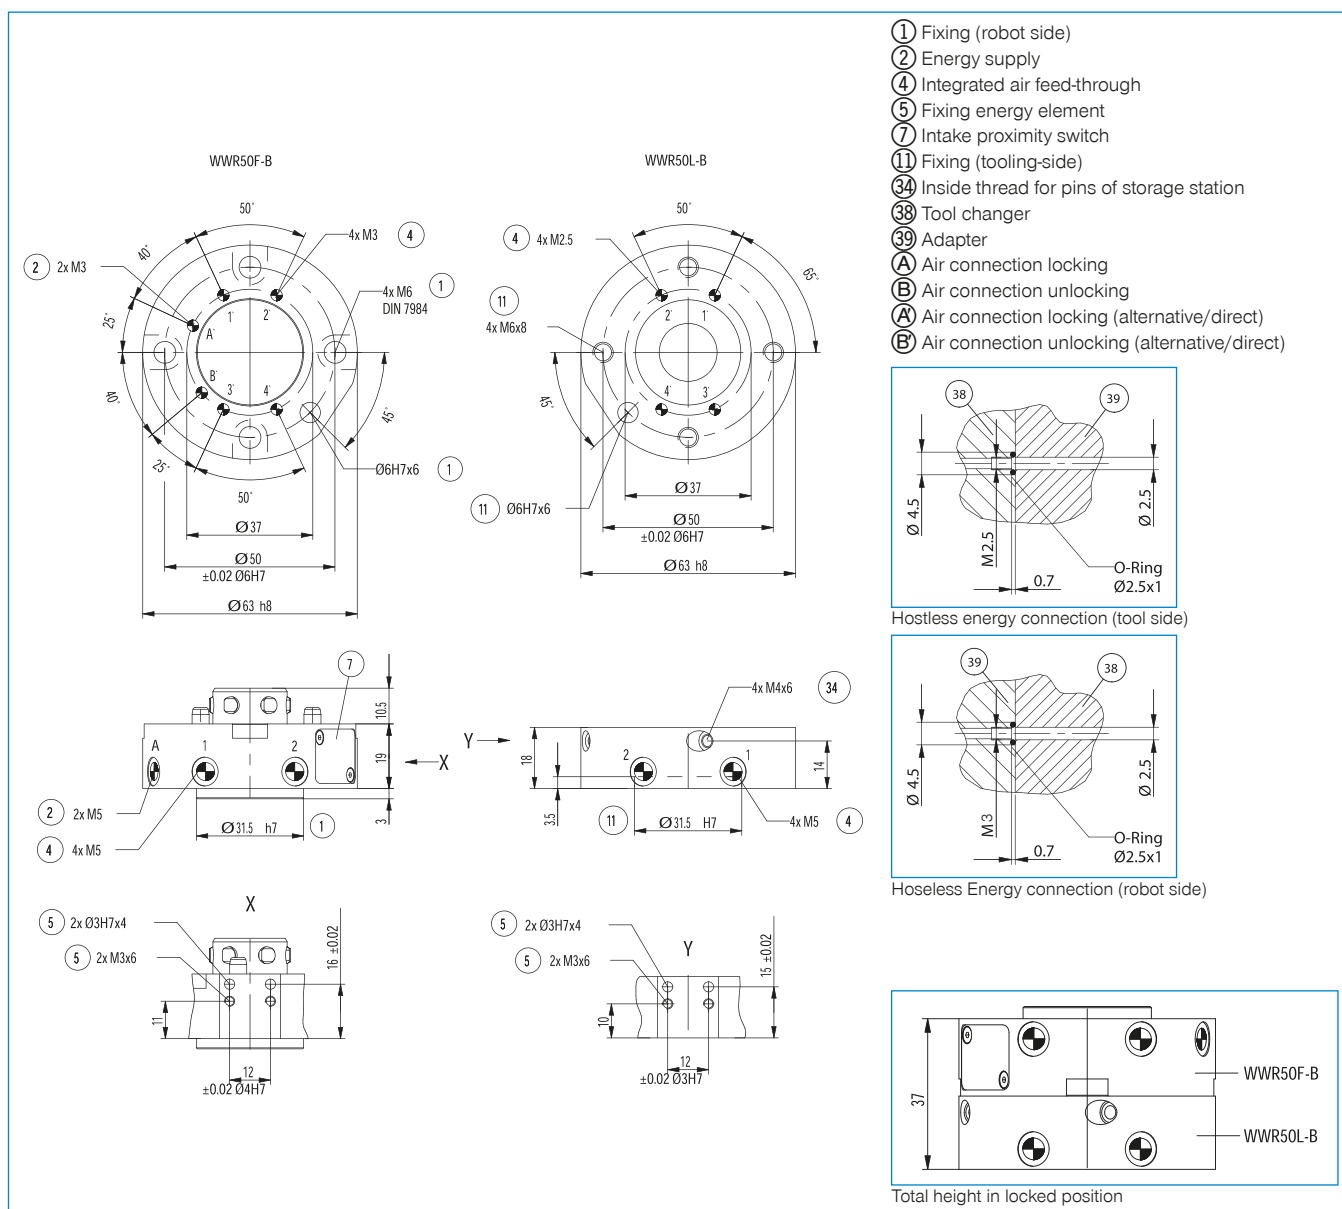 1 Fixing (robot side)
2 Energy supply
4 Integrated air feed-through
5 Fixing energy element
7 Intake proximity switch
11 Fixing (tooling-side)
34 Inside thread for pins of storage station
38 Tool changer
39 Adapter
A Air connection locking
B Air connection unlocking
A' Air connection locking (alternative/direct)
B' Air connection unlocking (alternative/direct)
WWR50F-B
50°
40°
25°
40°
25°
50°
45°
2 2x M3
4x M3 4
4x M6 1
DIN 7984
A'
B'
1'
2'
3'
4'
Ø6H7x6 1
Ø37
Ø50
±0.02 Ø6H7
Ø63 h8
WWR50L-B
50°
65°
45°
4 4x M2.5
11
4x M6x8
2'
1'
4'
3'
11 Ø6H7x6
Ø37
Ø50
±0.02 Ø6H7
Ø63 h8
38
39
Ø 4.5
M2.5
0.7
O-Ring
Ø2.5x1
Ø 2.5
Hostless energy connection (tool side)
39
38
Ø 4.5
M3
0.7
O-Ring
Ø2.5x1
Ø 2.5
Hoseless Energy connection (robot side)
7
10.5
19
3
A
1
2
X
2 2x M5
4 4x M5
Ø31.5 h7 1
Y
4x M4x6 34
18
3.5
14
2
1
11
Ø31.5 H7
4x M5 4
X
5 2x Ø3H7x4
5 2x M3x6
16 ±0.02
11
12
±0.02 Ø4H7
Y
5 2x Ø3H7x4
5 2x M3x6
15 ±0.02
10
12
±0.02 Ø3H7
37
WWR50F-B
WWR50L-B
Total height in locked position